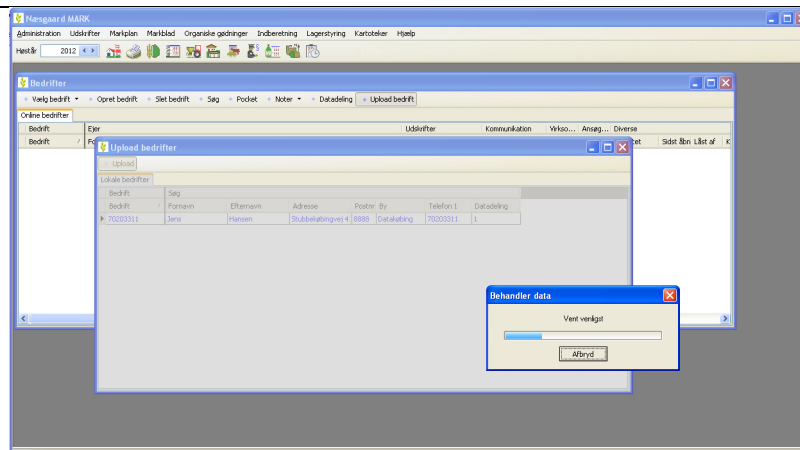 Næsgaard MARK
Administration Udskrifter Markplan Markblad Organiske gødninger Indberetning Lagerstyring Kartoteker Hjælp
Høstår 2012
Bedrifter
Vælg bedrift Opret bedrift Slet bedrift Søg Pocket Noter Datadeling Upload bedrift
Online bedrifter
Bedrift Ejer Udskrifter Kommunikation Virkso... Ansøg... Diverse
Bedrift Sidst åbn Låst af K
Upload bedrifter
Upload
Lokale bedrifter
Bedrift Søg
Bedrift Fornavn Efternavn Adresse Postnr By Telefon 1 Datadeling
70203311 Jens Hansen Stubbekøbingvej 4 8888 Datakøbing 70203311 1
Behandler data
Vent venligst
Afbryd